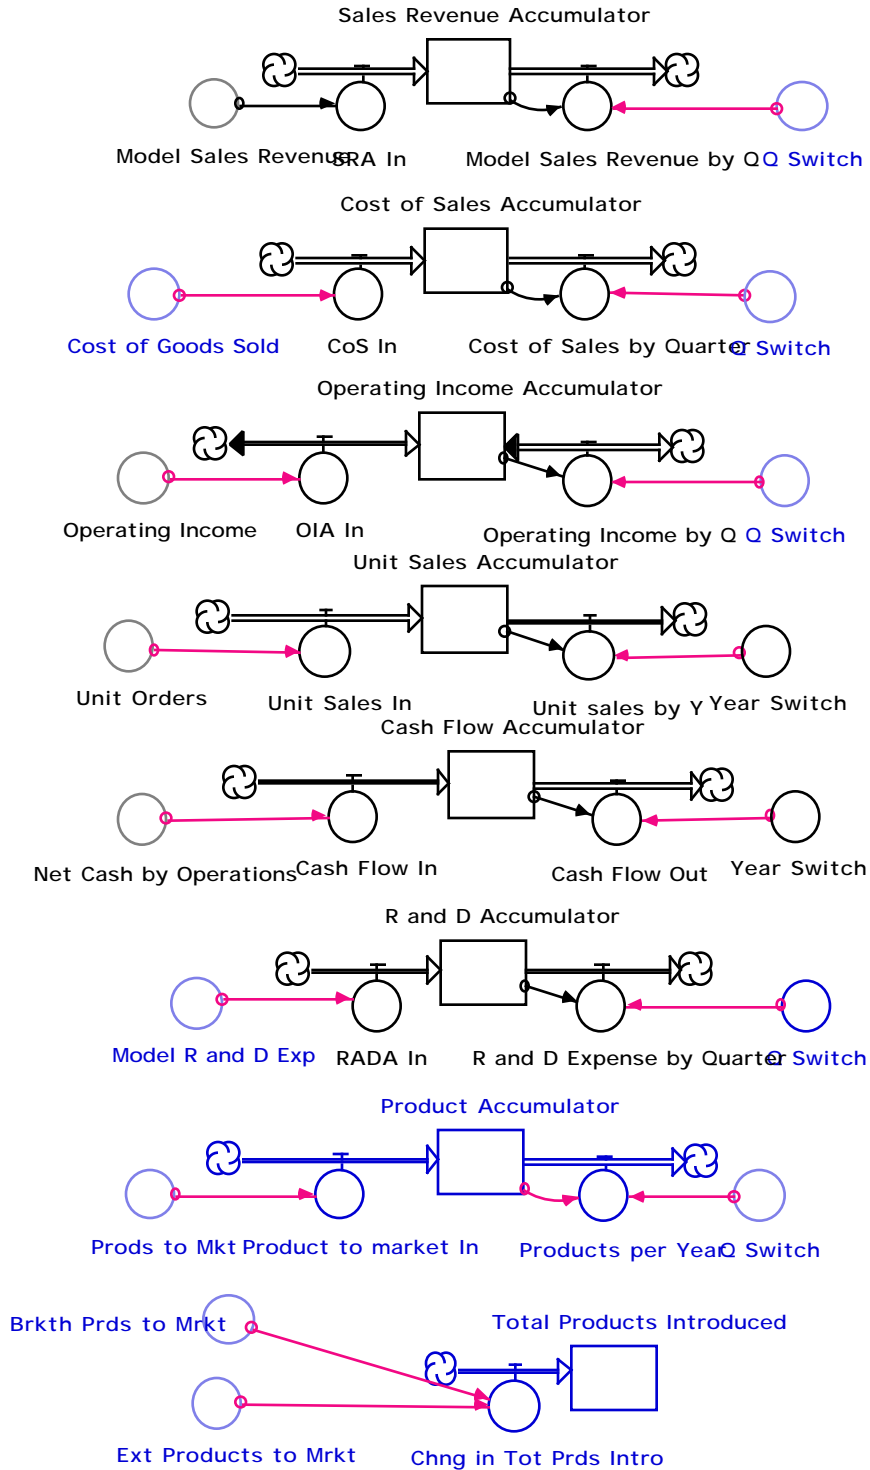 Sales Revenue Accumulator
Model Sales Revenue
SRA In
Model Sales Revenue by Q
Q Switch
Cost of Sales Accumulator
Cost of Goods Sold
CoS In
Cost of Sales by Quarter
Q Switch
Operating Income Accumulator
Operating Income
OIA In
Operating Income by Q
Q Switch
Unit Sales Accumulator
Unit Orders
Unit Sales In
Unit sales by Y
Year Switch
Cash Flow Accumulator
Net Cash by Operations
Cash Flow In
Cash Flow Out
Year Switch
R and D Accumulator
Model R and D Exp
RADA In
R and D Expense by Quarter
Q Switch
Product Accumulator
Prods to Mkt
Product to market In
Products per Year
Q Switch
Brkth Prds to Mrkt
Total Products Introduced
Ext Products to Mrkt
Chng in Tot Prds Intro